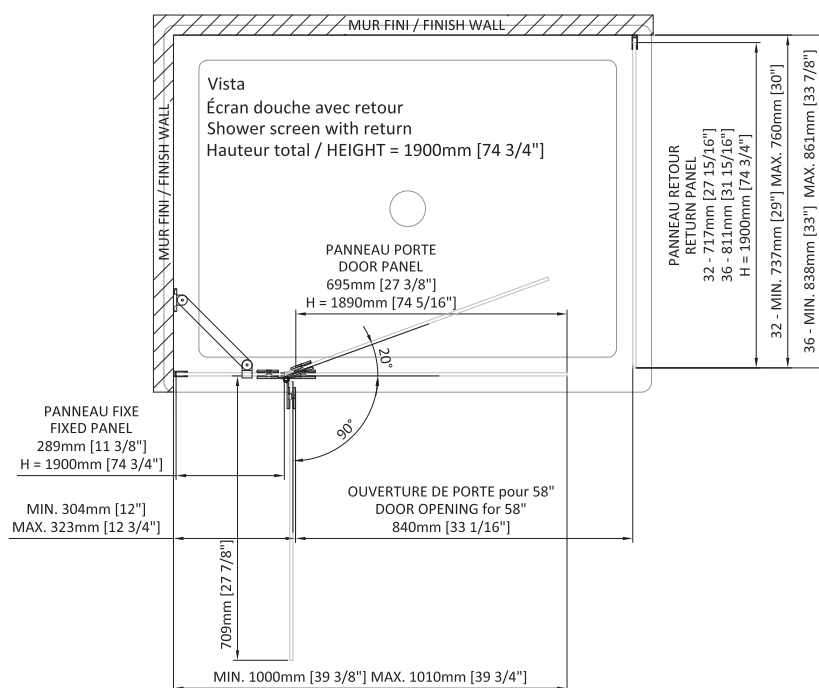 MUR FINI / FINISH WALL
MUR FINI / FINISH WALL
Vista
Écran douche avec retour
Shower screen with return
Hauteur total / HEIGHT = 1900mm [74 3/4"]
PANNEAU RETOUR
RETURN PANEL
32 - 717mm [27 15/16"]
36 - 811mm [31 15/16"]
H = 1900mm [74 3/4"]
32 - MIN. 737mm [29"] MAX. 760mm [30"]
36 - MIN. 838mm [33"] MAX. 861mm [33 7/8"]
PANNEAU PORTE
DOOR PANEL
695mm [27 3/8"]
H = 1890mm [74 5/16"]
20°
90°
PANNEAU FIXE
FIXED PANEL
289mm [11 3/8"]
H = 1900mm [74 3/4"]
MIN. 304mm [12"]
MAX. 323mm [12 3/4"]
OUVERTURE DE PORTE pour 58"
DOOR OPENING for 58"
840mm [33 1/16"]
709mm [27 7/8"]
MIN. 1000mm [39 3/8"] MAX. 1010mm [39 3/4"]